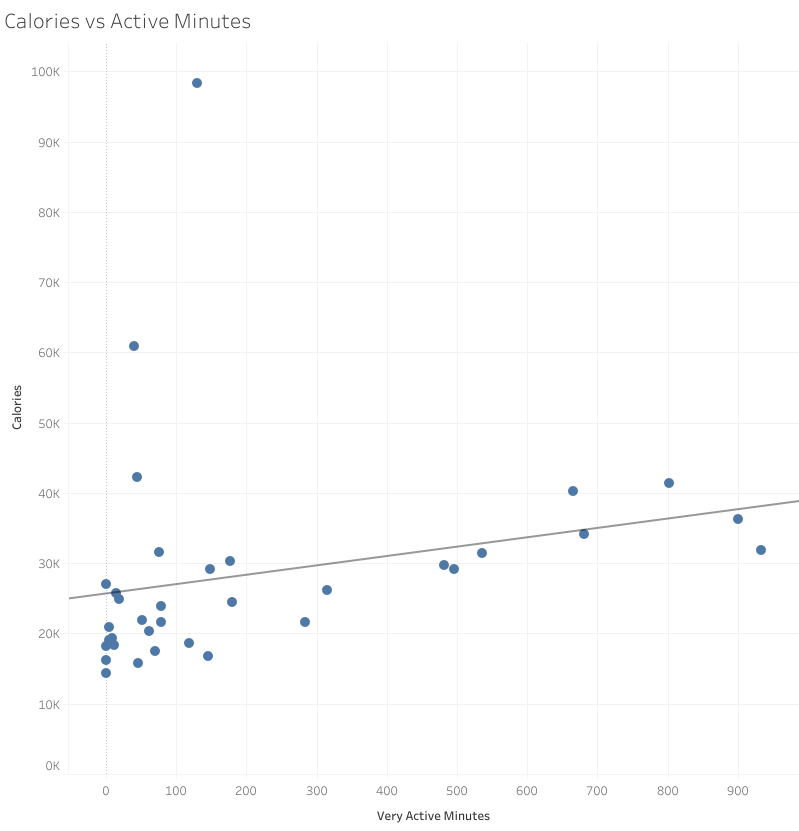 Calories vs Active Minutes
100K
90K
80K
70K
60K
50K
40K
30K
20K
10K
0K
Calories
0 100 200 300 400 500 600 700 800 900
Very Active Minutes